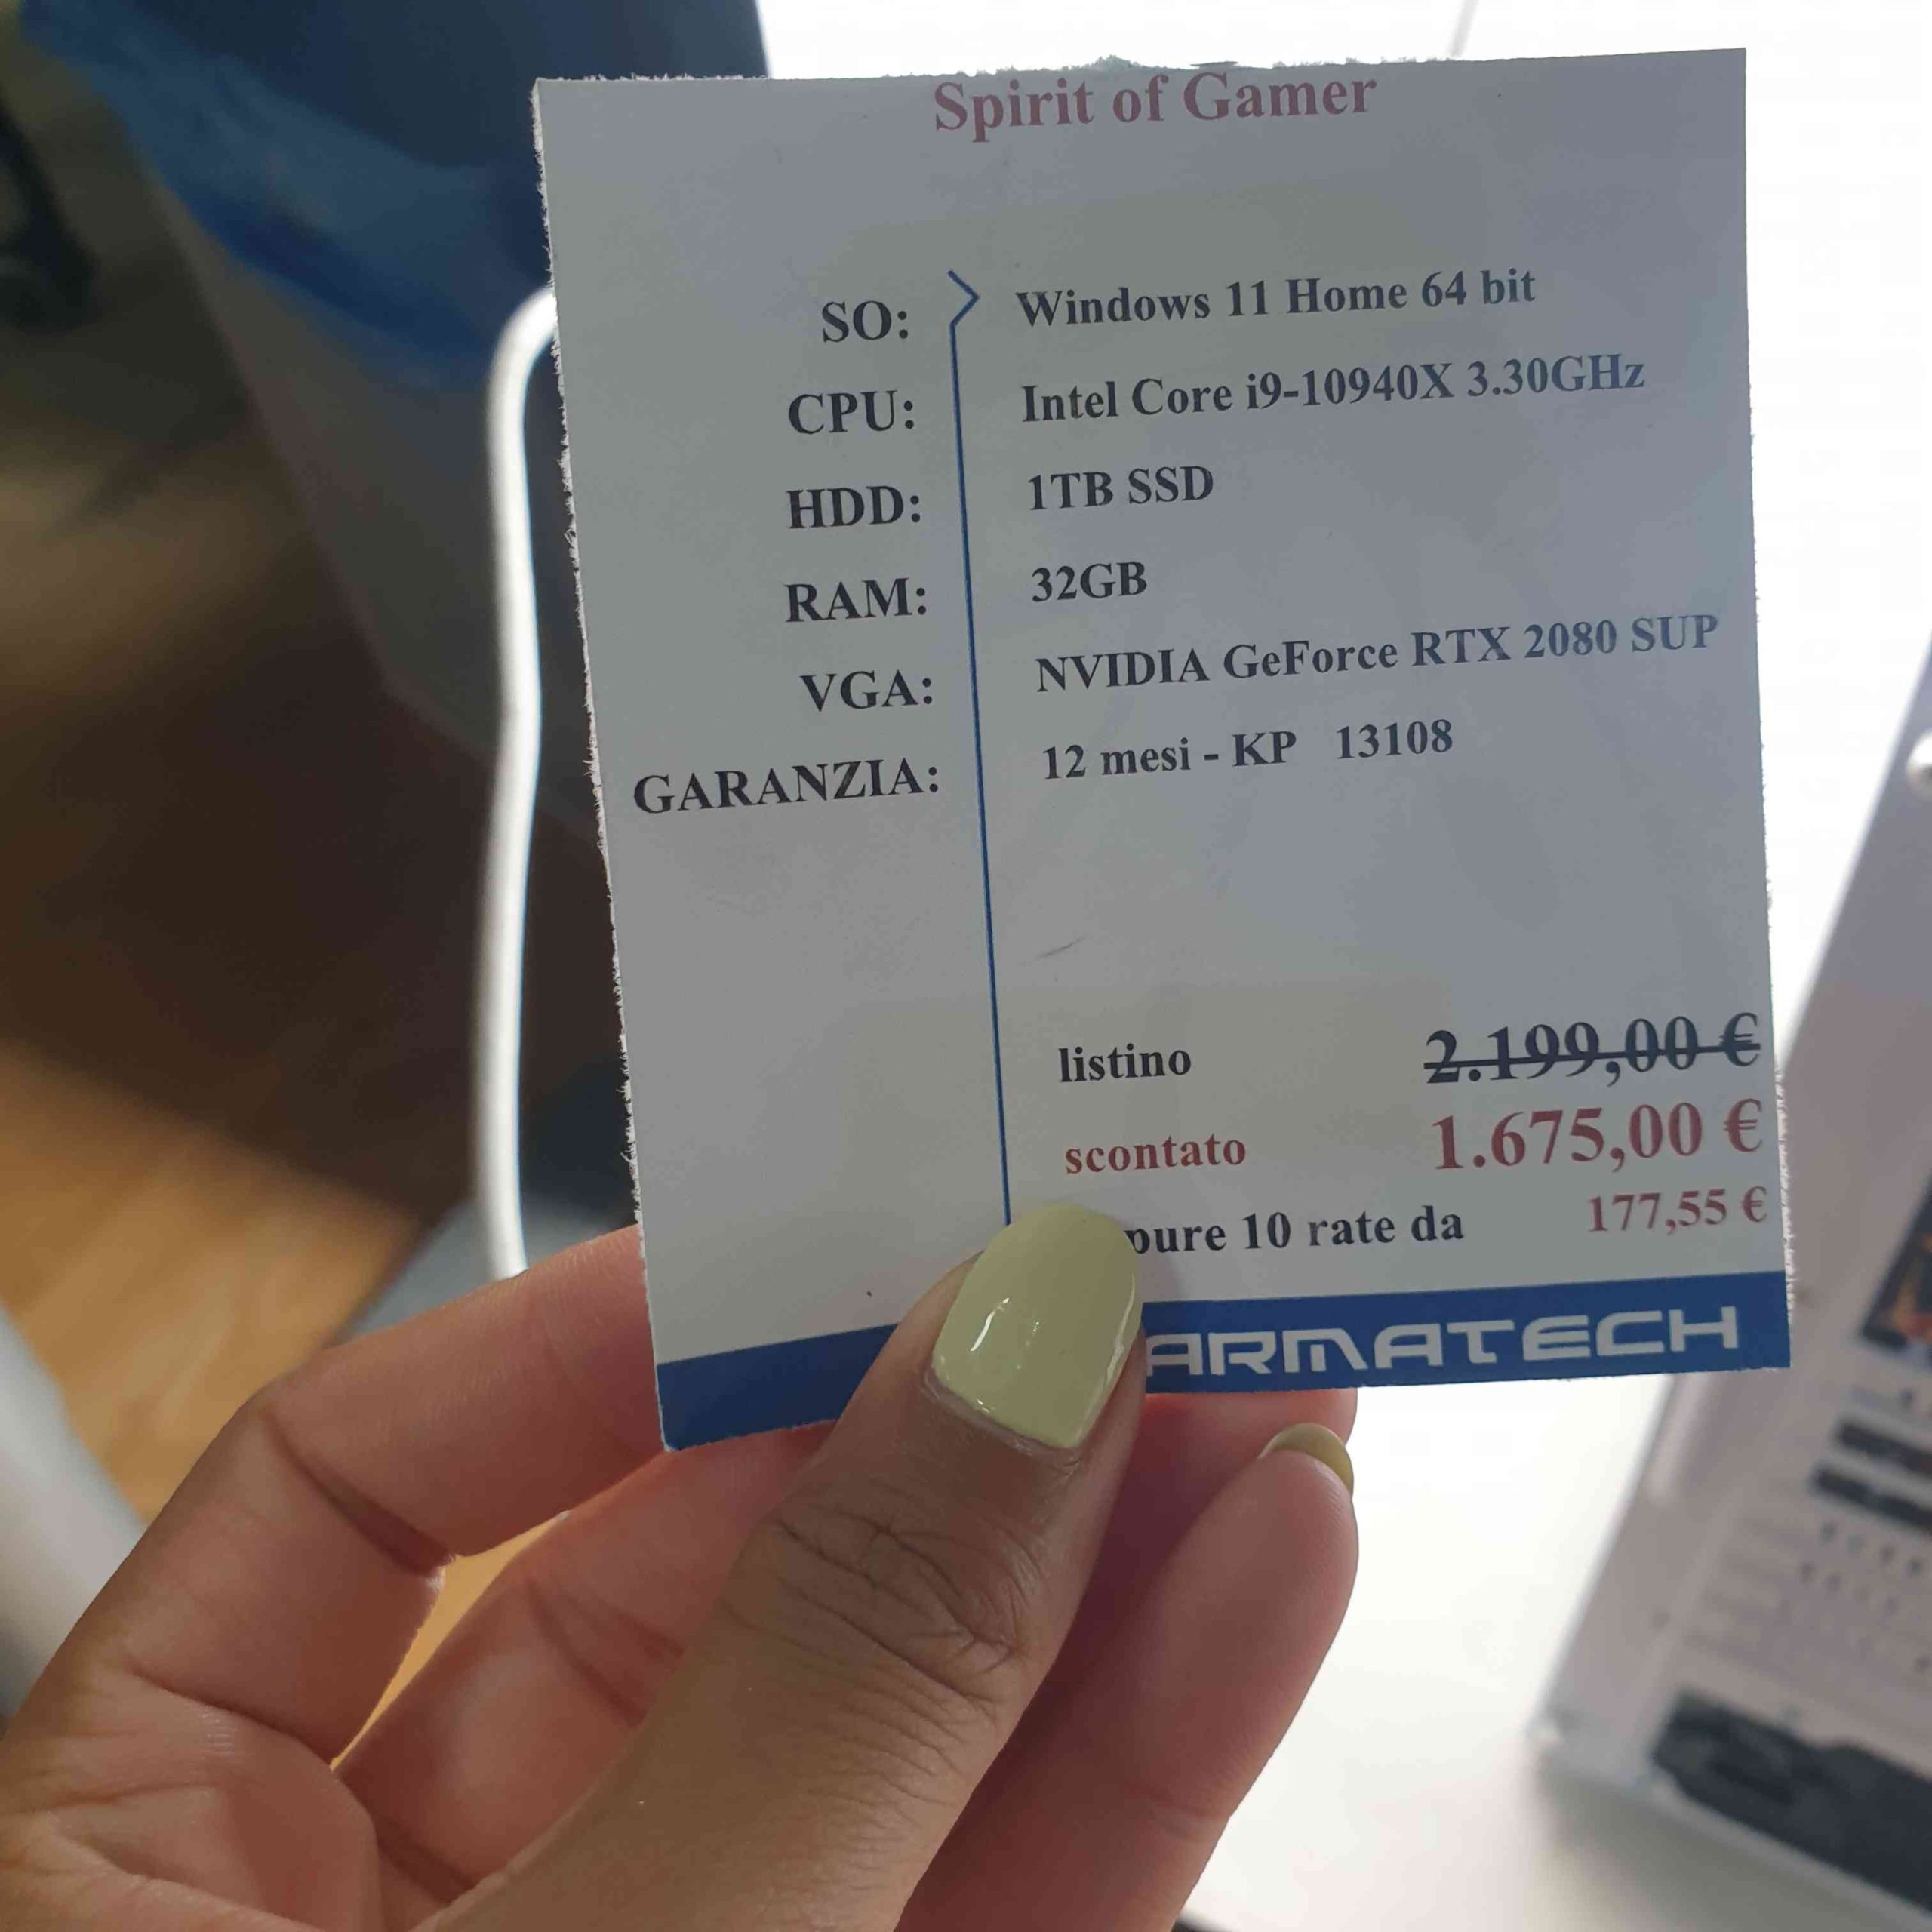 Spirit of Gamer
SO: Windows 11 Home 64 bit
CPU: Intel Core i9-10940X 3.30GHz
HDD: 1TB SSD
RAM: 32GB
VGA: NVIDIA GeForce RTX 2080 SUP
GARANZIA: 12 mesi - KP 13108
listino 2.199,00 €
scontato 1.675,00 €
pure 10 rate da 177,55 €
ARMATECH